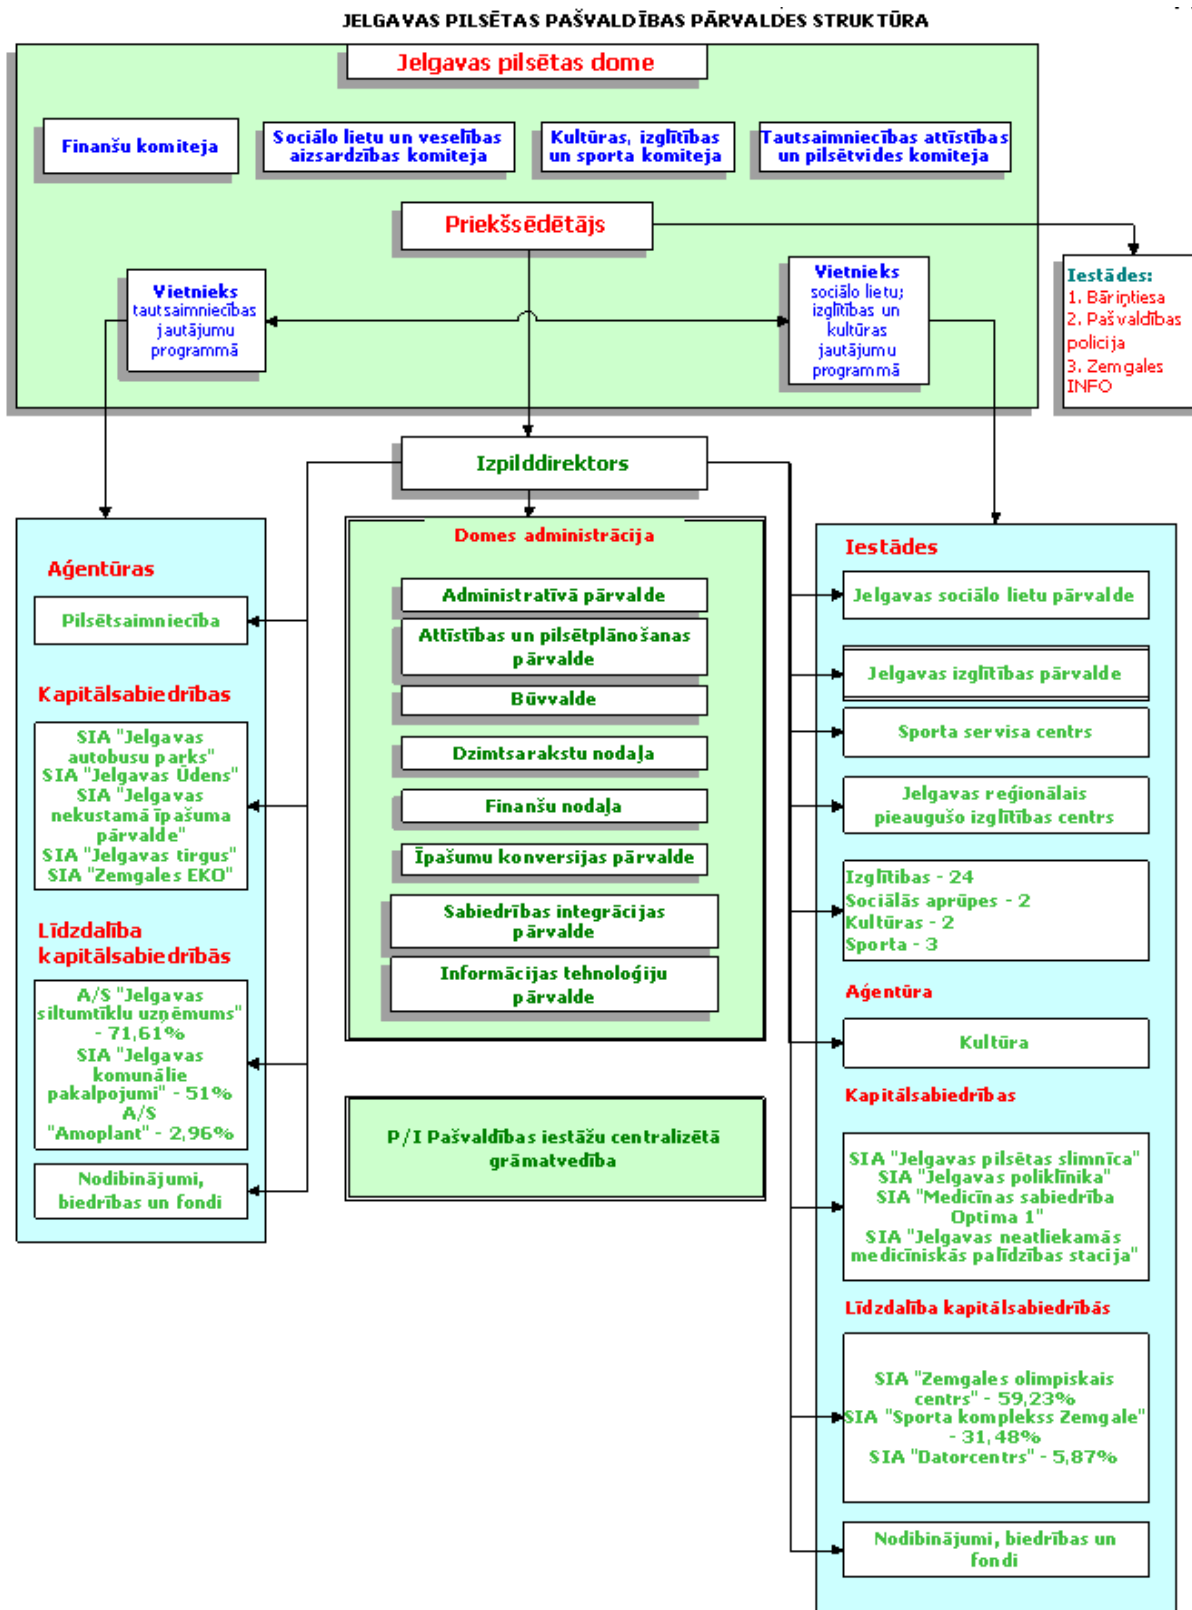 JELGAVAS PILSĒTAS PAŠVALDĪBAS PĀRVALDES STRUKTŪRA
Jelgavas pilsētas dome
Finanšu komiteja
Sociālo lietu un veselības
aizsardzības komiteja
Kultūras, izglītības
un sporta komiteja
Tautsaimniecības attīstības
un pilsētvides komiteja
Priekšsēdētājs
Vietnieks
tautsaimniecības
jautājumu
programmā
Vietnieks
sociālo lietu;
izglītības un
kultūras
jautājumu
programmā
Iestādes:
1. Bāriņtiesa
2. Pašvaldības
policija
3. Zemgales
INFO
Izpilddirektors
Aģentūras
Pilsētsaimniecība
Kapitālsabiedrības
SIA "Jelgavas
autobusu parks"
SIA "Jelgavas Ūdens"
SIA "Jelgavas
nekustamā īpašuma
pārvalde"
SIA "Jelgavas tirgus"
SIA "Zemgales EKO"
Līdzdalība
kapitālsabiedrībās
A/S "Jelgavas
siltumtīklu uzņēmums"
- 71,61%
SIA "Jelgavas
komunālie
pakalpojumi" - 51%
A/S
"Amoplant" - 2,96%
Nodibinājumi,
biedrības un fondi
Domes administrācija
Administratīvā pārvalde
Attīstības un pilsētplānošanas
pārvalde
Būvvalde
Dzimtsarakstu nodaļa
Finanšu nodaļa
Īpašumu konversijas pārvalde
Sabiedrības integrācijas
pārvalde
Informācijas tehnoloģiju
pārvalde
P/I Pašvaldības iestāžu centralizētā
grāmatvedība
Iestādes
Jelgavas sociālo lietu pārvalde
Jelgavas izglītības pārvalde
Sporta servisa centrs
Jelgavas reģionālais
pieaugušo izglītības centrs
Izglītības - 24
Sociālās aprūpes - 2
Kultūras - 2
Sporta - 3
Aģentūra
Kultūra
Kapitālsabiedrības
SIA "Jelgavas pilsētas slimnīca"
SIA "Jelgavas poliklīnika"
SIA "Medicīnas sabiedrība
Optima 1"
SIA "Jelgavas neatliekamās
medicīniskās palīdzības stacija"
Līdzdalība kapitālsabiedrībās
SIA "Zemgales olimpiskais
centrs" - 59,23%
SIA "Sporta komplekss Zemgale"
- 31,48%
SIA "Datorcentrs" - 5,87%
Nodibinājumi, biedrības un
fondi